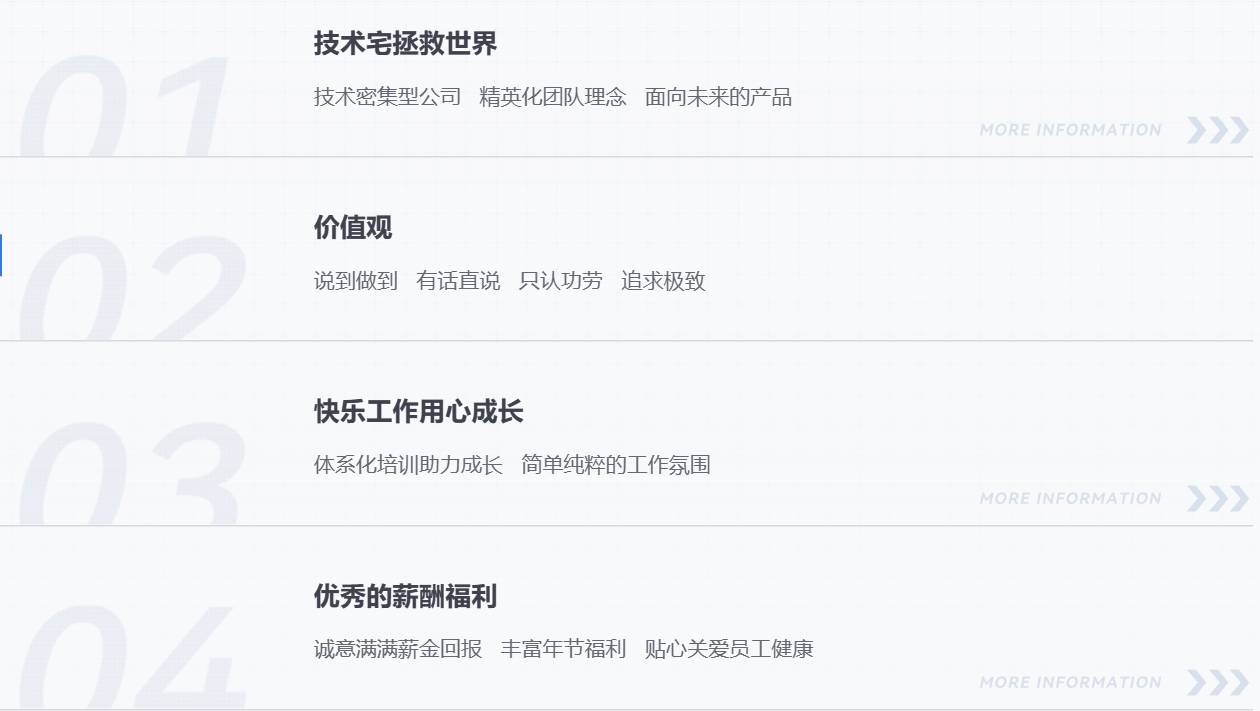 01
技术宅拯救世界
技术密集型公司 精英化团队理念 面向未来的产品
MORE INFORMATION
02
价值观
说到做到 有话直说 只认功劳 追求极致
03
快乐工作用心成长
体系化培训助力成长 简单纯粹的工作氛围
MORE INFORMATION
04
优秀的薪酬福利
诚意满满薪金回报 丰富年节福利 贴心关爱员工健康
MORE INFORMATION